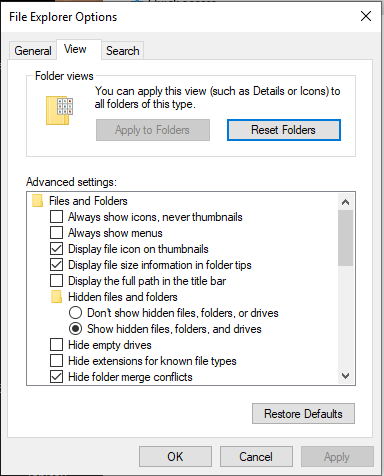 File Explorer Options
General
View
Search
Folder views
You can apply this view (such as Details or Icons) to
all folders of this type.
Apply to Folders
Reset Folders
Advanced settings:
Files and Folders
Always show icons, never thumbnails
Always show menus
Display file icon on thumbnails
Display file size information in folder tips
Display the full path in the title bar
Hidden files and folders
Don't show hidden files, folders, or drives
Show hidden files, folders, and drives
Hide empty drives
Hide extensions for known file types
Hide folder merge conflicts
Restore Defaults
OK
Cancel
Apply